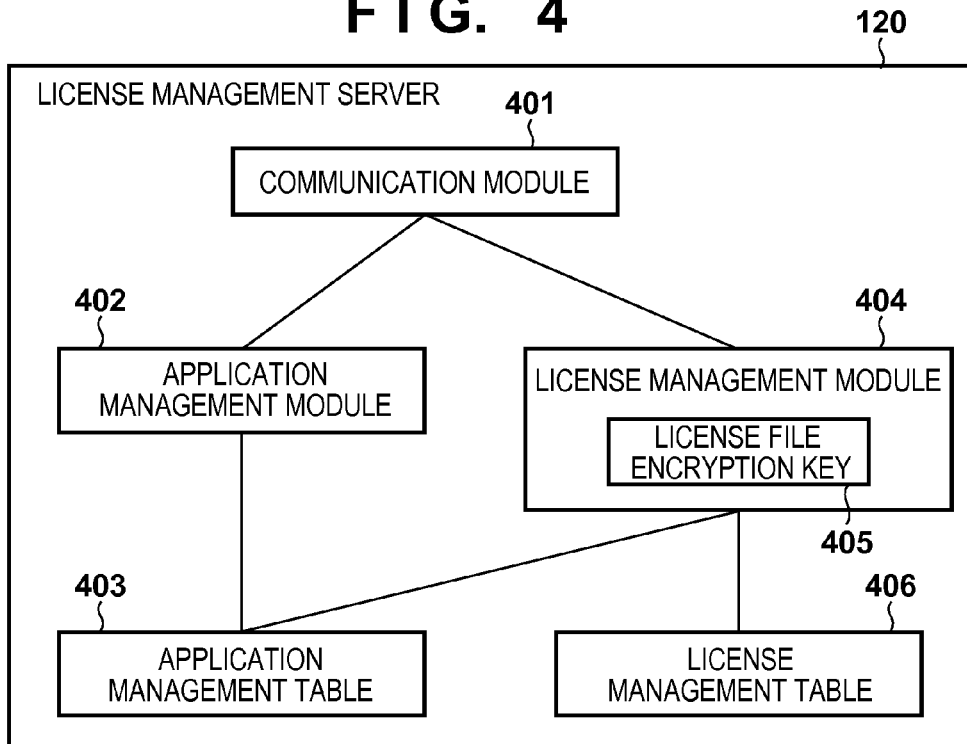 FIG. 4
120
LICENSE MANAGEMENT SERVER
401
COMMUNICATION MODULE
402
404
APPLICATION
MANAGEMENT MODULE
LICENSE MANAGEMENT MODULE
LICENSE FILE
ENCRYPTION KEY
405
403
406
APPLICATION
MANAGEMENT TABLE
LICENSE
MANAGEMENT TABLE